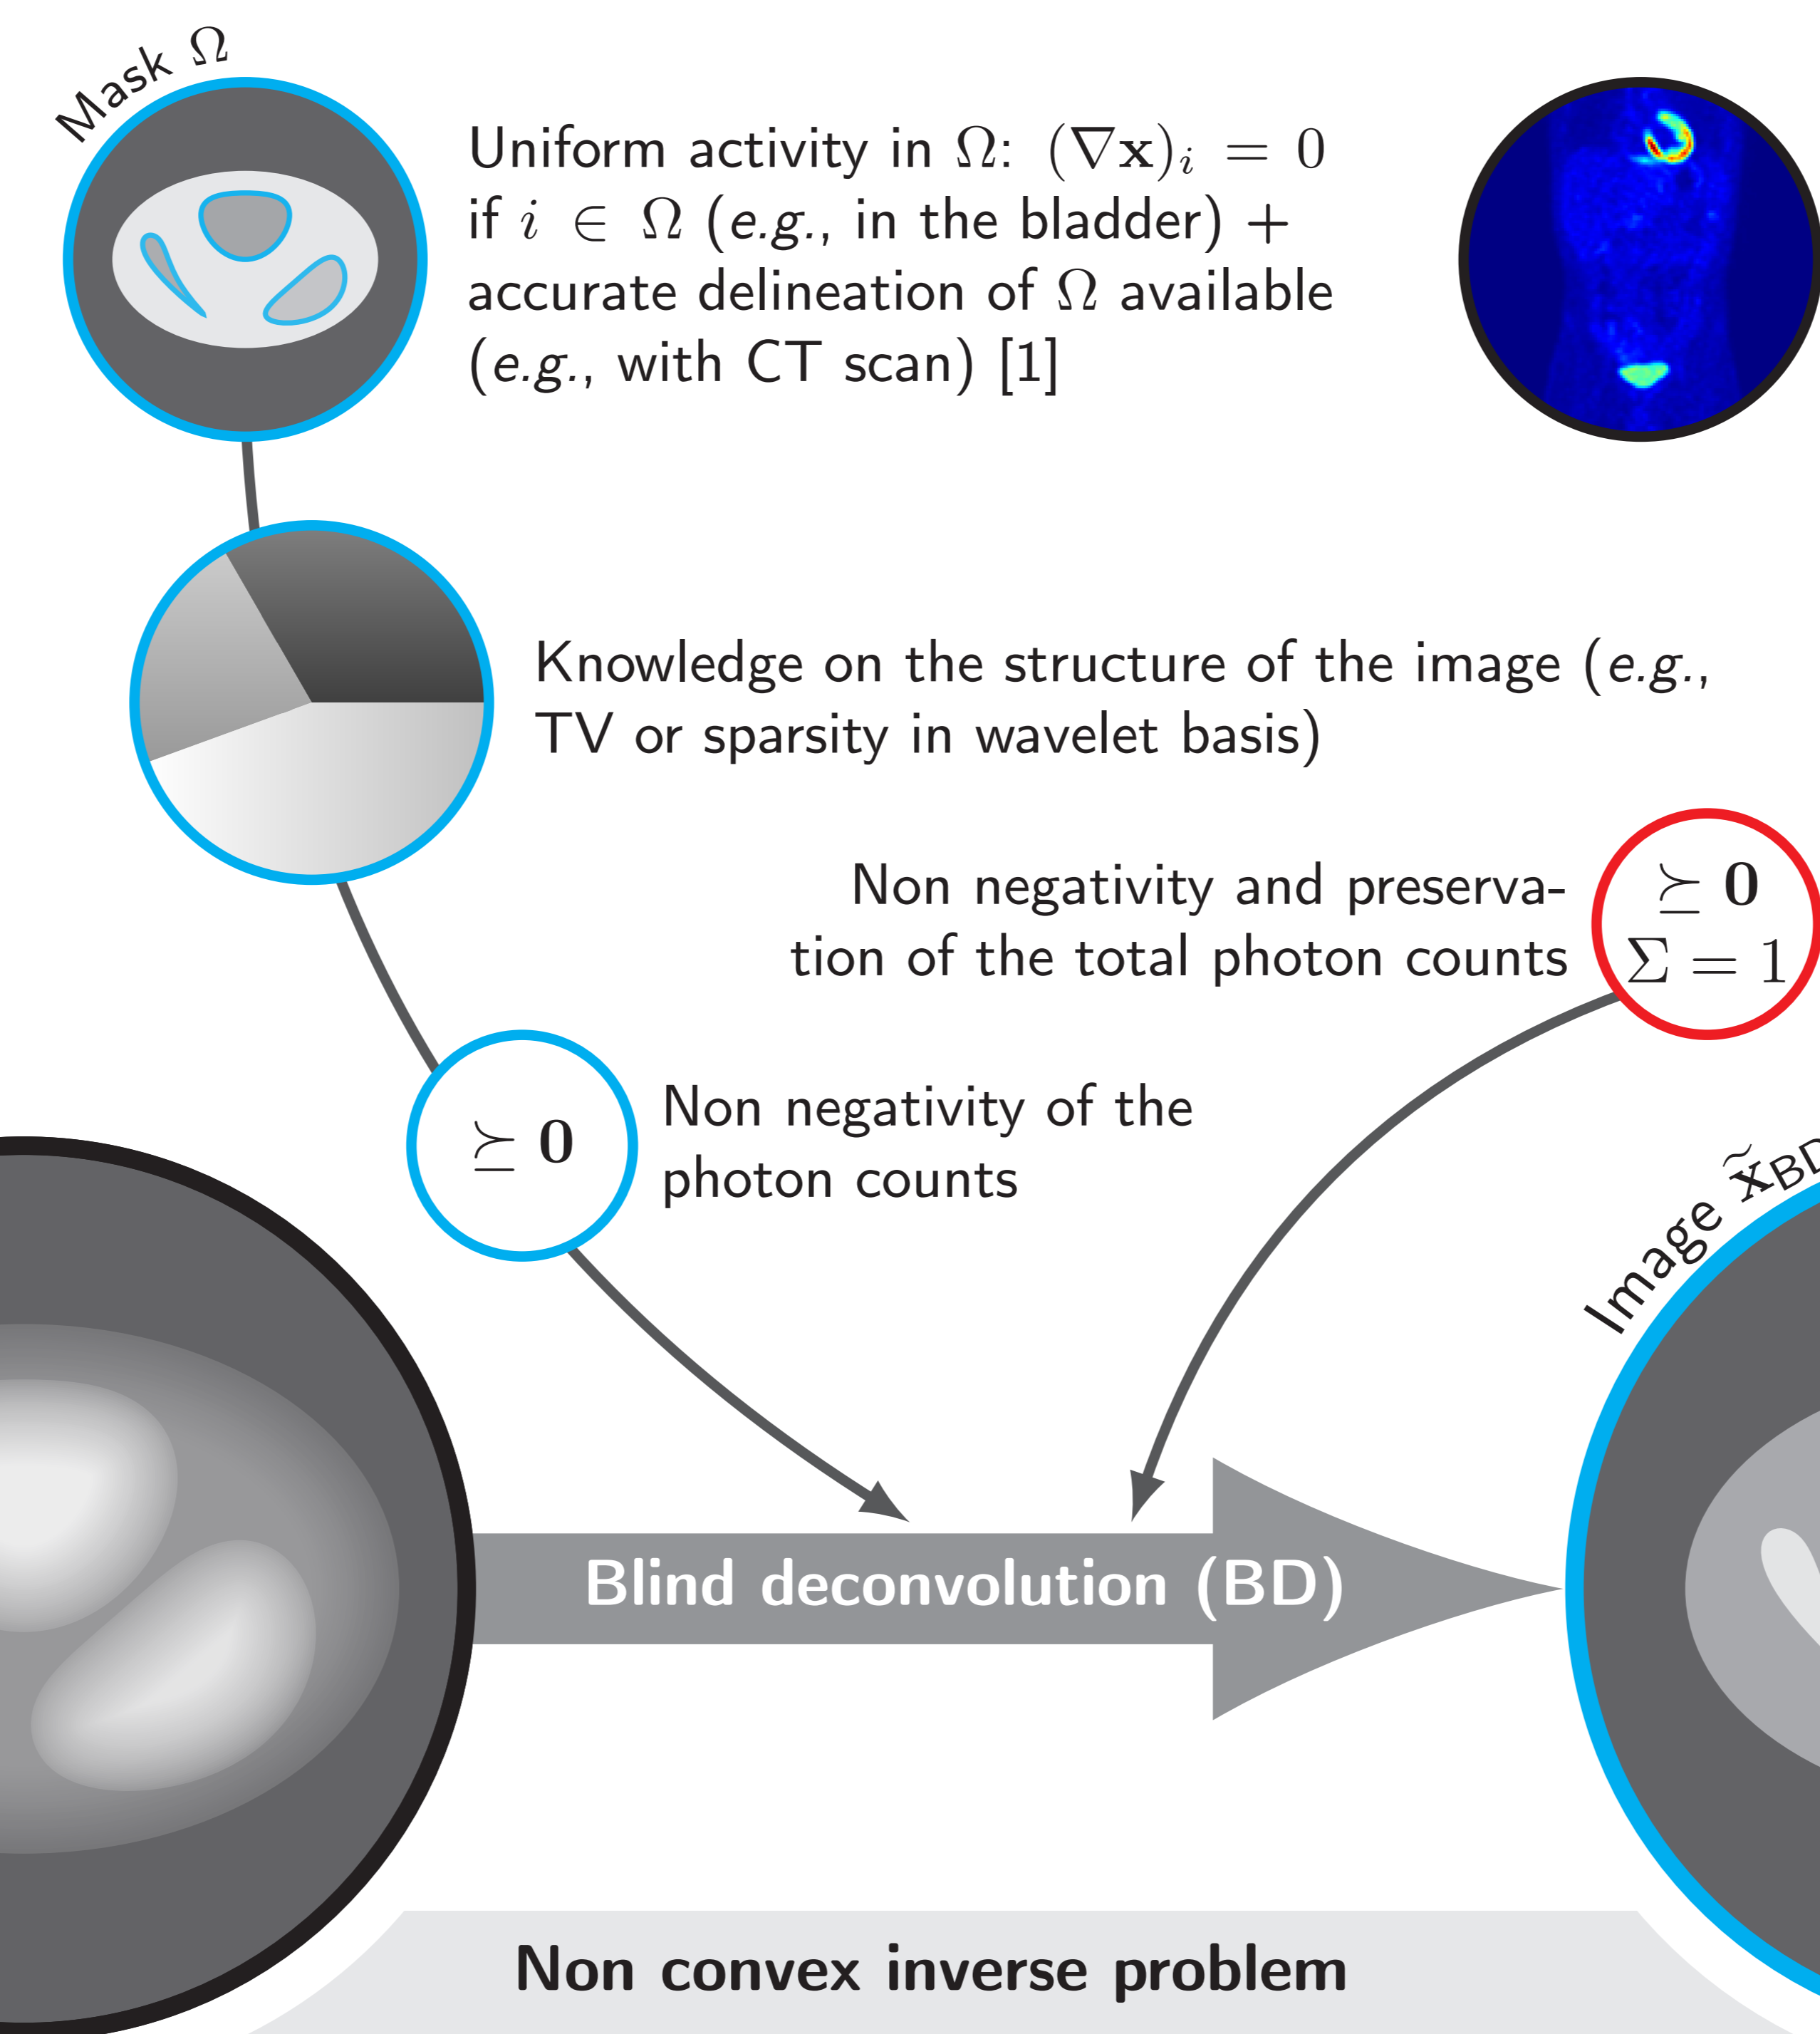 Mask Ω
Uniform activity in Ω: (∇x)ᵢ = 0
if i ∈ Ω (e.g., in the bladder) +
accurate delineation of Ω available
(e.g., with CT scan) [1]
Knowledge on the structure of the image (e.g.,
TV or sparsity in wavelet basis)
Non negativity and preserva-
tion of the total photon counts
⪰ 0
Σ = 1
⪰ 0
Non negativity of the
photon counts
Image x̃BD
Blind deconvolution (BD)
Non convex inverse problem